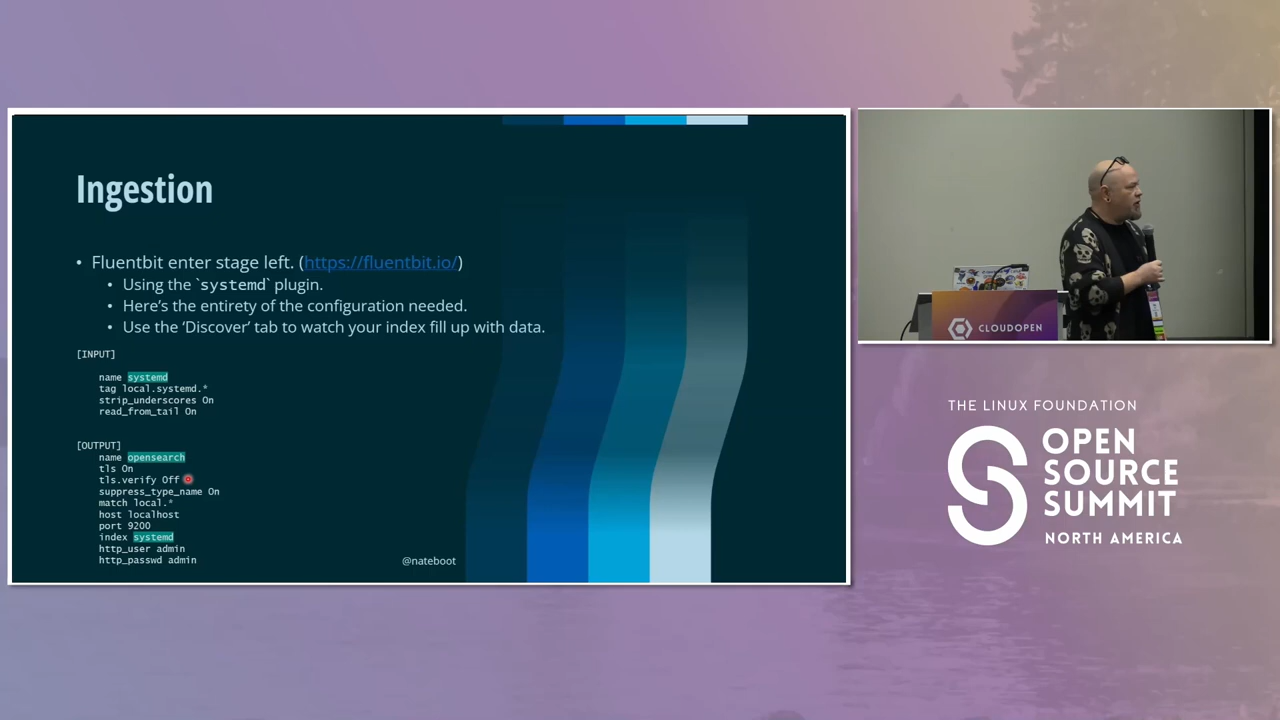 Ingestion
• Fluentbit enter stage left. (https://fluentbit.io/)
• Using the `systemd` plugin.
• Here’s the entirety of the configuration needed.
• Use the ‘Discover’ tab to watch your index fill up with data.
[INPUT]
name systemd
tag local.systemd.*
strip_underscores On
read_from_tail On
[OUTPUT]
name opensearch
tls On
tls.verify Off
suppress_type_name On
match local.*
host localhost
port 9200
index systemd
http_user admin
http_passwd admin
@nateboot
CLOUDOPEN
THE LINUX FOUNDATION
OPEN
SOURCE
SUMMIT
NORTH AMERICA